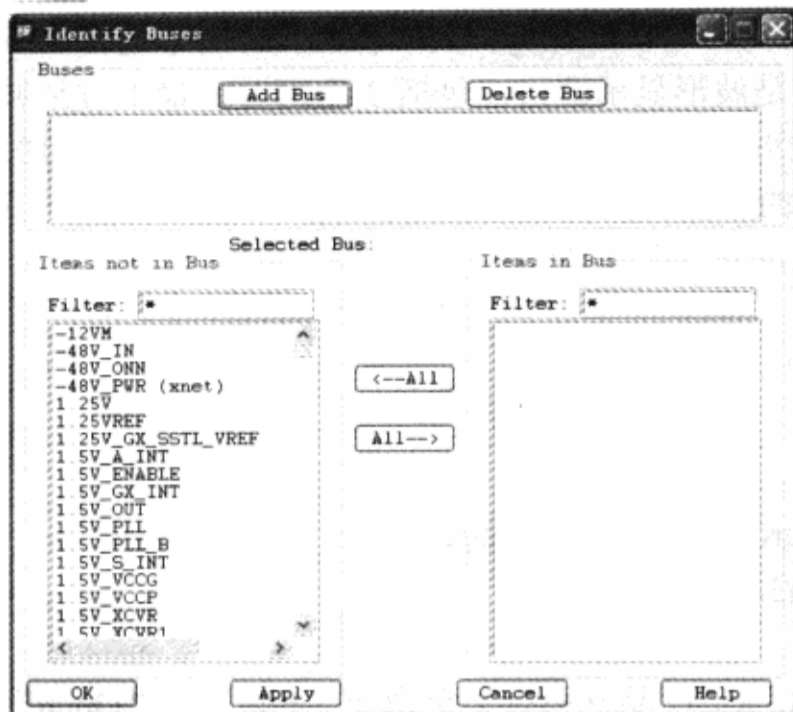 Identify Buses
Buses
Add Bus
Delete Bus
Selected Bus:
Items not in Bus
Items in Bus
Filter: *
Filter: *
-12VM
-48V_IN
-48V_ONN
-48V_PWR (xnet)
1.25V
1.25VREF
1.25V_GX_SSTL_VREF
1.5V_A_INT
1.5V_ENABLE
1.5V_GX_INT
1.5V_OUT
1.5V_PLL
1.5V_PLL_B
1.5V_S_INT
1.5V_VCCG
1.5V_VCCP
1.5V_XCVR
1.5V_XCVR1
<--All
All-->
OK
Apply
Cancel
Help